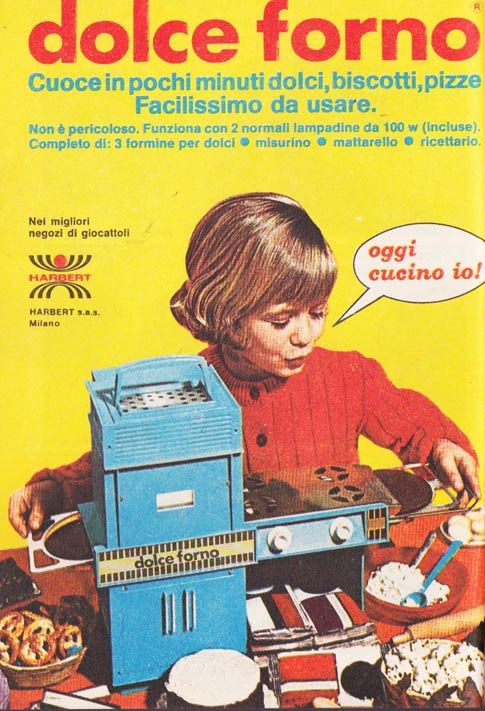 dolce forno ®
Cuoce in pochi minuti dolci, biscotti, pizze
Facilissimo da usare.
Non è pericoloso. Funziona con 2 normali lampadine da 100 w (incluse).
Completo di: 3 formine per dolci ● misurino ● mattarello ● ricettario.
Nei migliori
negozi di giocattoli
HARBERT
HARBERT s.a.s.
Milano
oggi
cucino io!
dolce forno